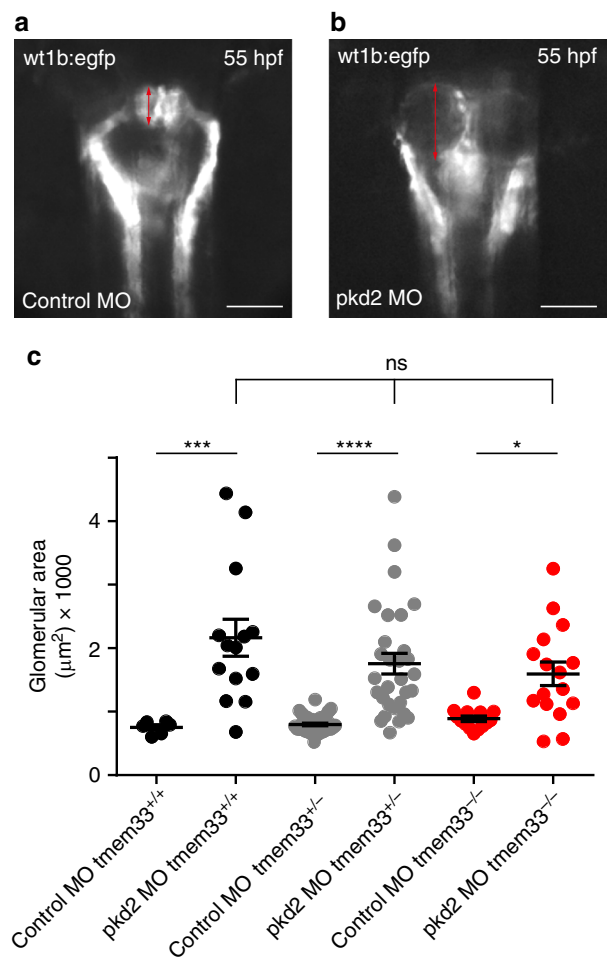 a
wt1b:egfp 55 hpf
Control MO
b
wt1b:egfp 55 hpf
pkd2 MO
c
ns
*** **** *
Glomerular area
(μm²) × 1000
4
2
0
Control MO tmem33⁺/⁺
pkd2 MO tmem33⁺/⁺
Control MO tmem33⁺/⁻
pkd2 MO tmem33⁺/⁻
Control MO tmem33⁻/⁻
pkd2 MO tmem33⁻/⁻